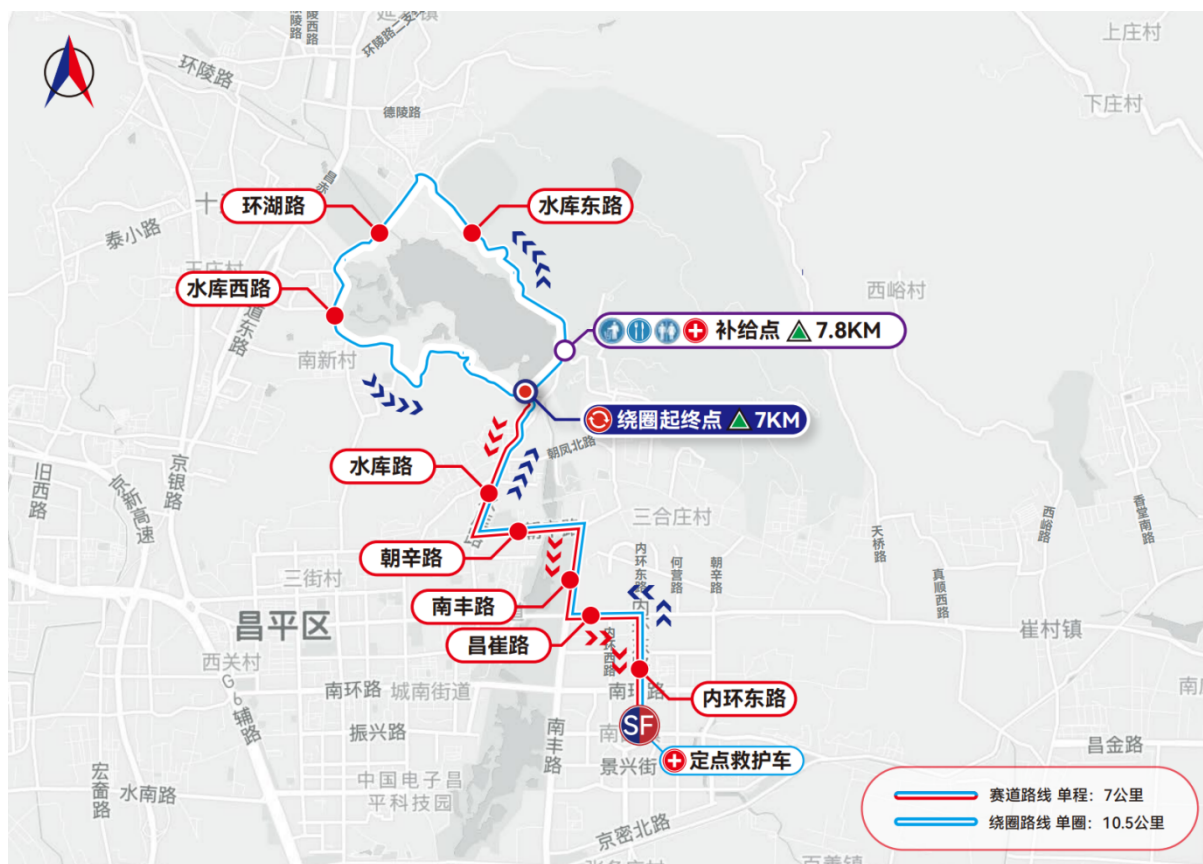 上庄村
下庄村
环陵路
德陵路
环湖路
水库东路
泰小路
水库西路
西峪村
补给点 7.8KM
南新村
绕圈起终点 7KM
朝凤北路
水库路
旧西路
京新高速
京银路
三合庄村
天桥路
西峪路
香堂南路
朝辛路
内环东路
何营路
朝辛路
真顺西路
三街村
南丰路
昌平区
昌崔路
内环西路
崔村镇
西关村
G6辅路
南环路
城南街道
南环路
内环东路
振兴路
SF
南丰路
景兴街
定点救护车
昌金路
中国电子昌
平科技园
水南路
赛道路线 单程：7公里
绕圈路线 单圈：10.5公里
京密北路